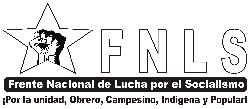 FNLS
Frente Nacional de Lucha por el Socialismo
¡Por la unidad, Obrero, Campesino, Indígena y Popular!